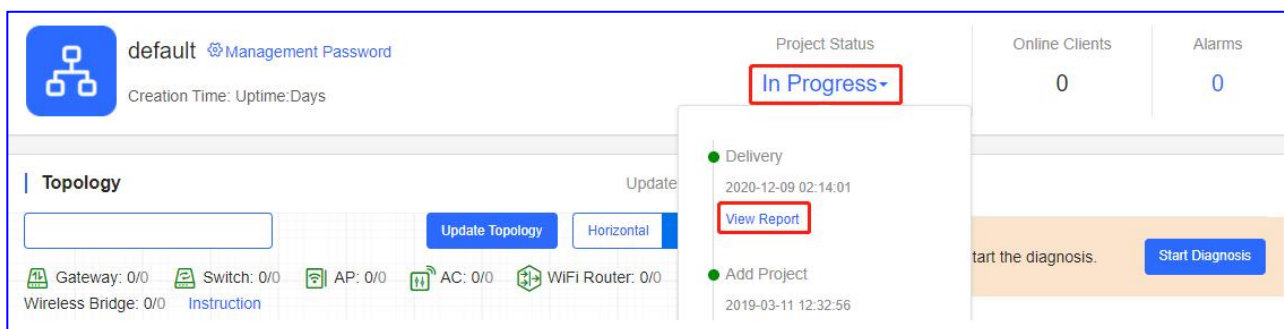 default Management Password
Creation Time: Uptime:Days
Project Status
In Progress
Online Clients
0
Alarms
0
Topology
Update
Update Topology
Horizontal
Gateway: 0/0 Switch: 0/0 AP: 0/0 AC: 0/0 WiFi Router: 0/0
Wireless Bridge: 0/0 Instruction
Delivery
2020-12-09 02:14:01
View Report
Add Project
2019-03-11 12:32:56
tart the diagnosis.
Start Diagnosis